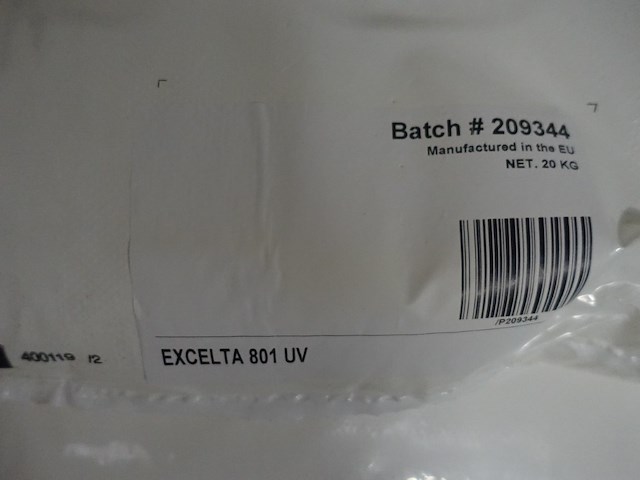 Batch # 209344
Manufactured in the EU
NET. 20 KG
/P209344
EXCELTA 801 UV
400119 /2